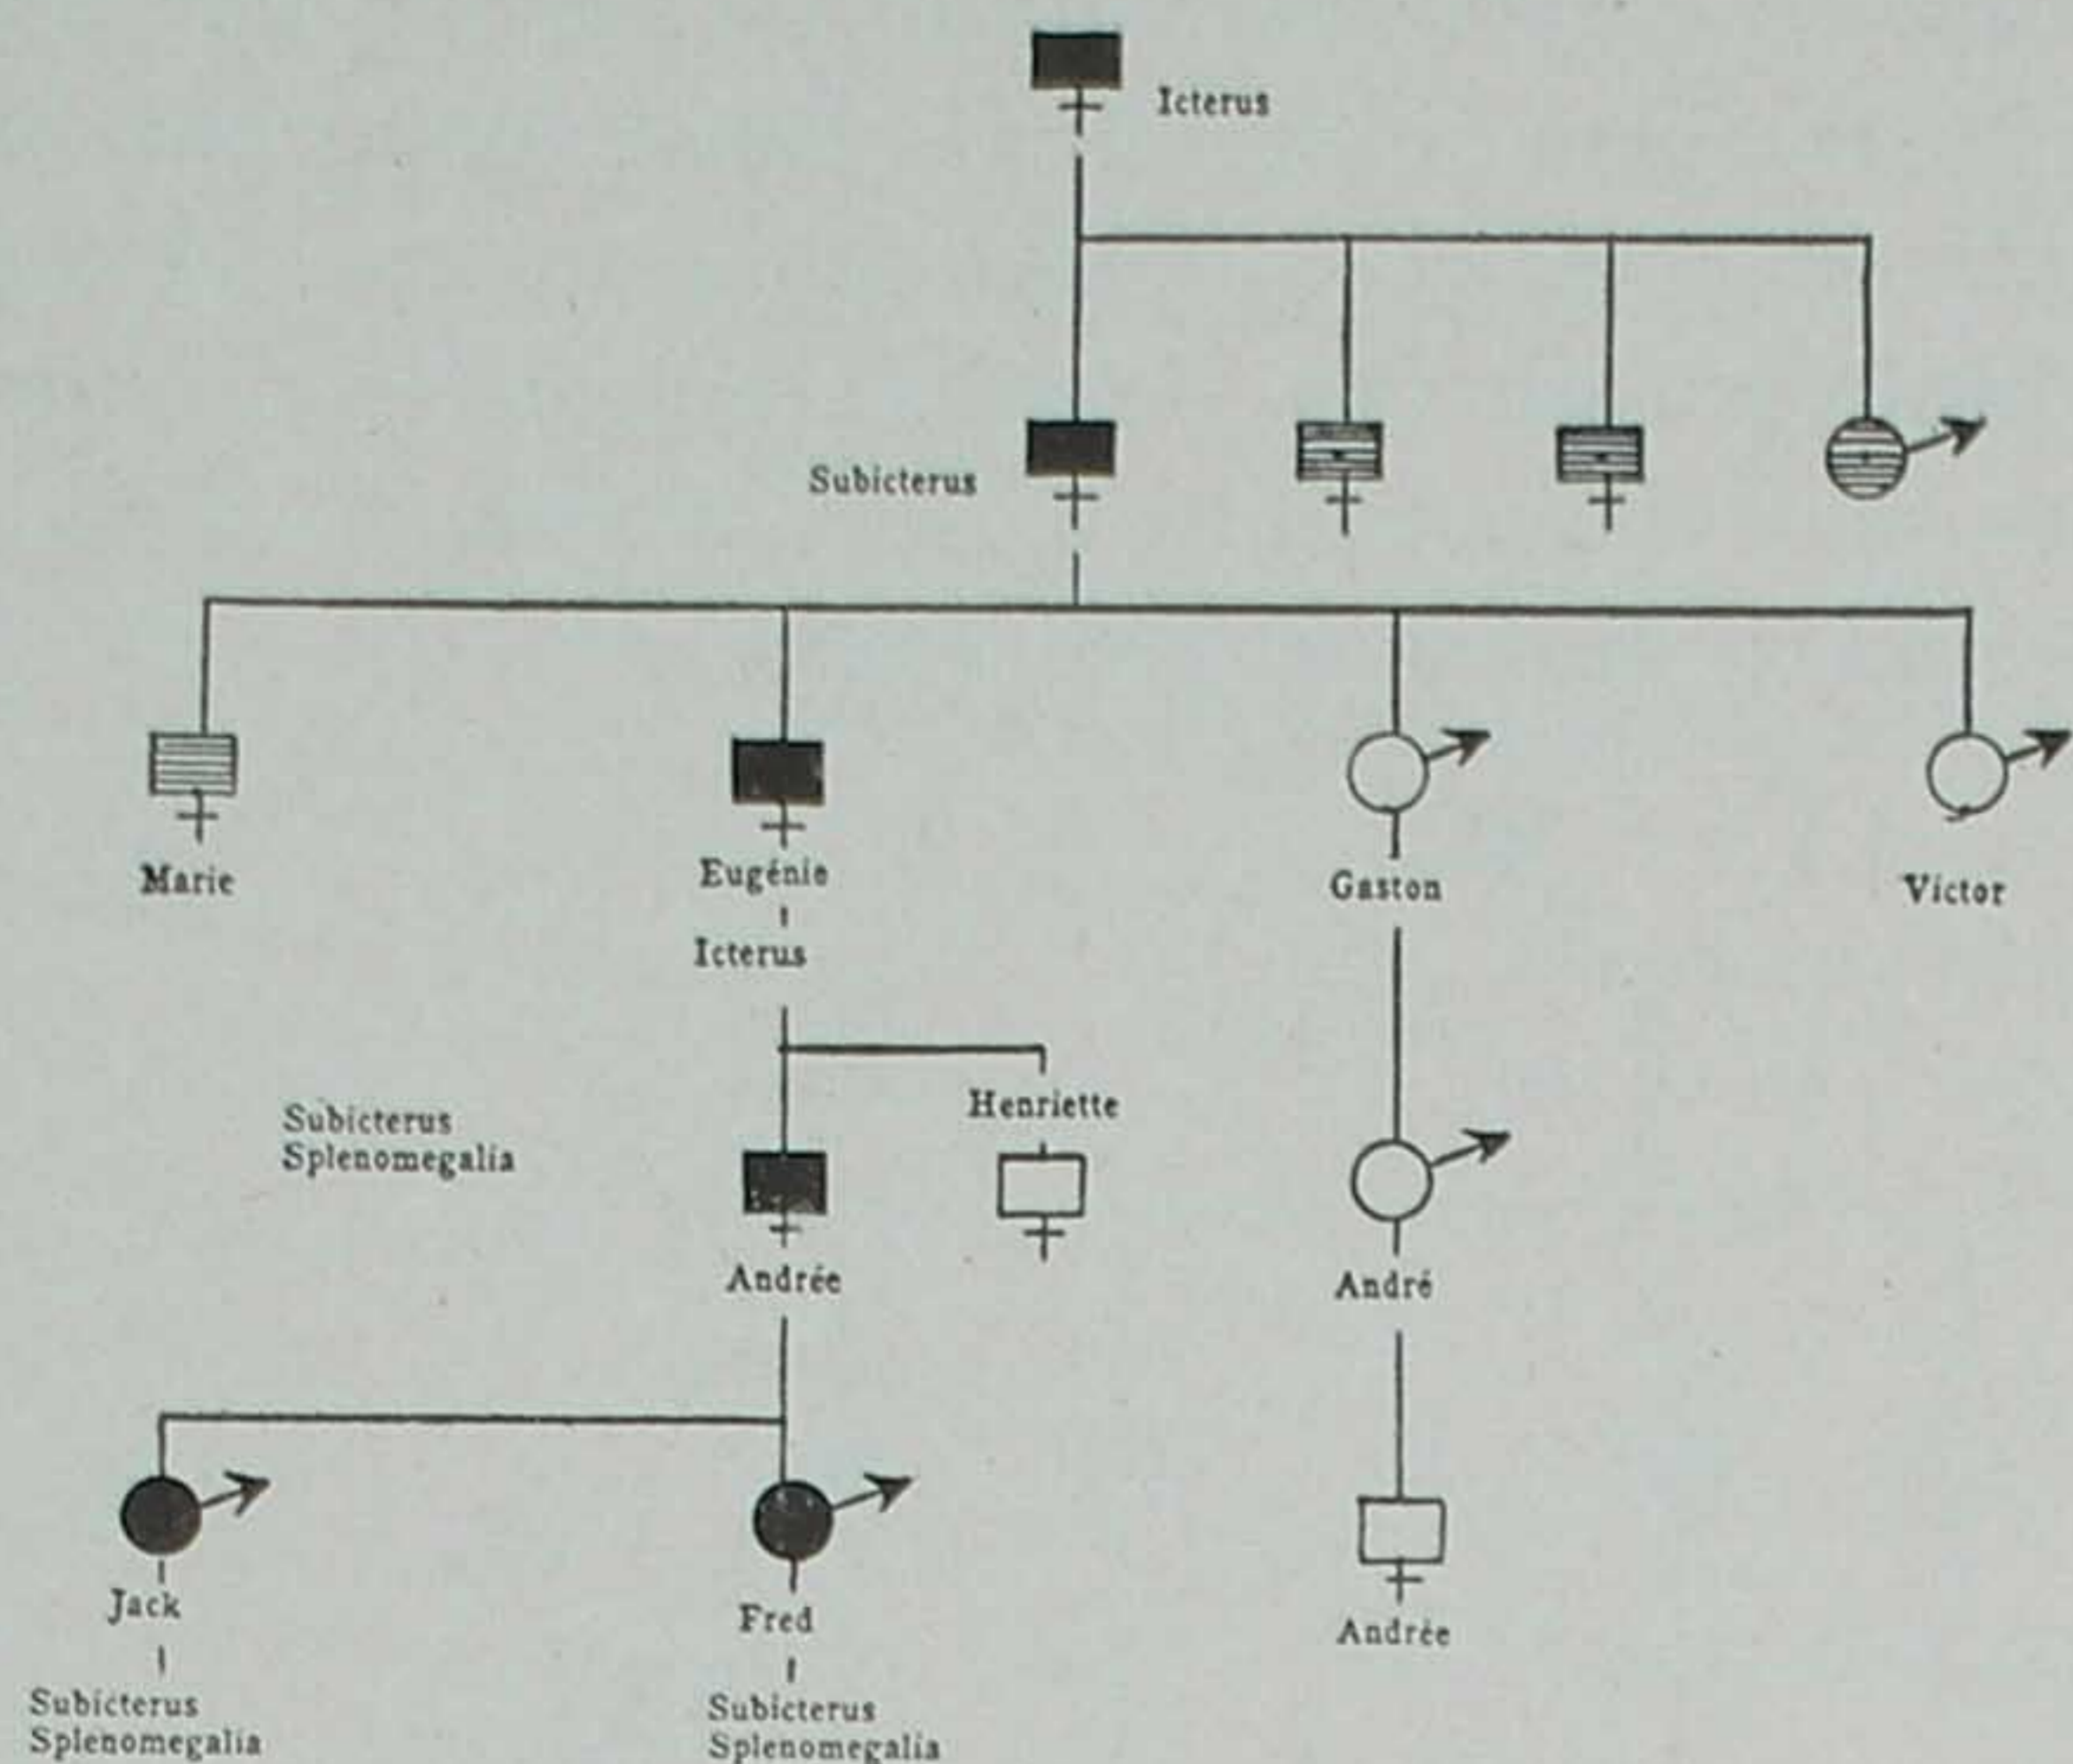 Icterus
Subicterus
Marie
Eugénie
Gaston
Victor
Icterus
Henriette
Subicterus
Splenomegalia
Andrée
André
Jack
Fred
Andrée
Subicterus
Splenomegalia
Subicterus
Splenomegalia